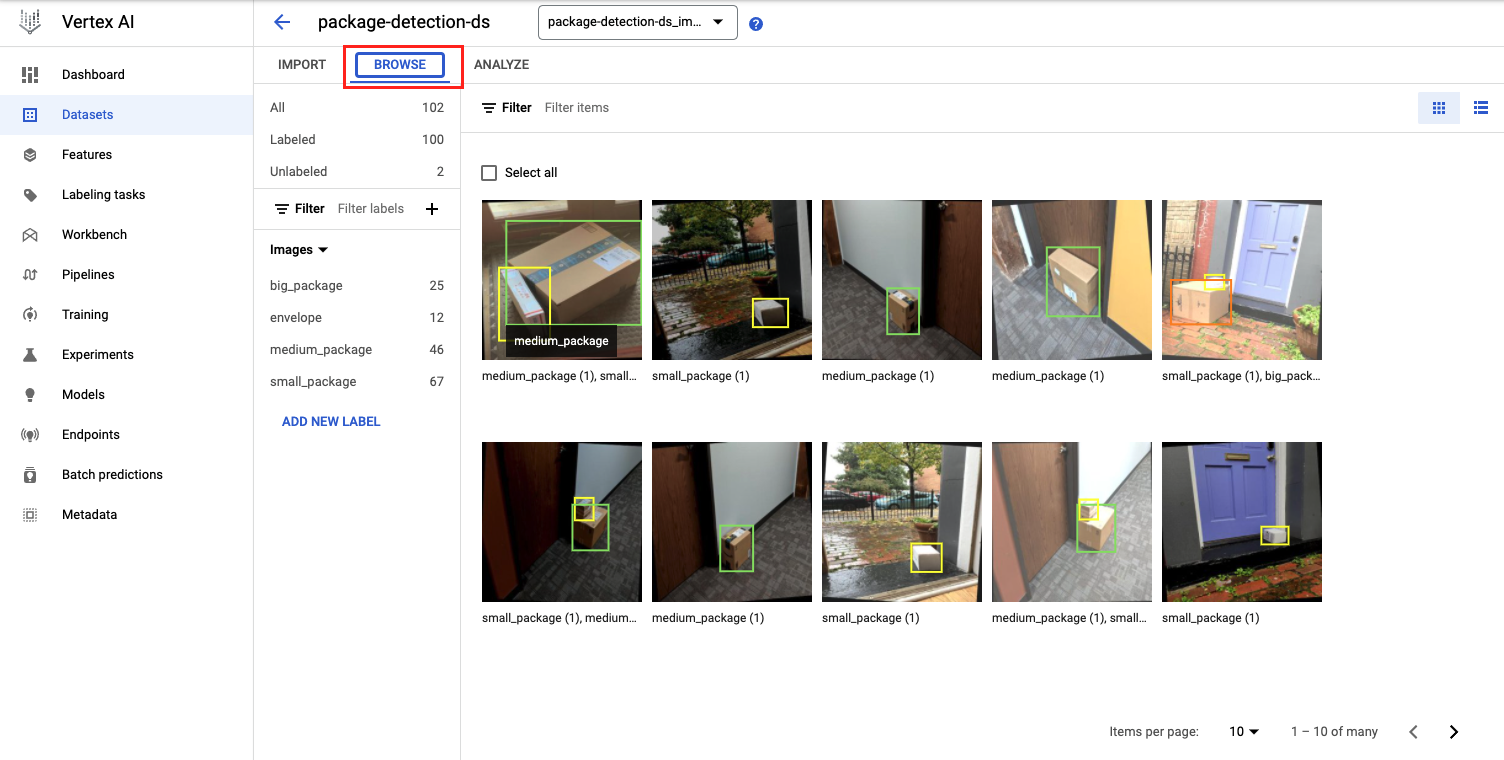 Vertex AI
package-detection-ds
package-detection-ds_im...
?
Dashboard
Datasets
Features
Labeling tasks
Workbench
Pipelines
Training
Experiments
Models
Endpoints
Batch predictions
Metadata
IMPORT BROWSE ANALYZE
All 102
Labeled 100
Unlabeled 2
Filter Filter labels +
Images
big_package 25
envelope 12
medium_package 46
small_package 67
ADD NEW LABEL
Filter Filter items
Select all
medium_package
medium_package (1), small... small_package (1) medium_package (1) medium_package (1) small_package (1), big_pack...
small_package (1), medium... medium_package (1) small_package (1) medium_package (1), small... small_package (1)
Items per page: 10 1 – 10 of many